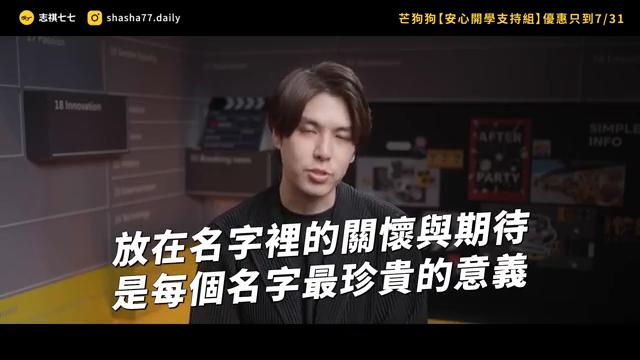 志祺七七
shasha77.daily
芒狗狗【安心開學支持組】優惠只到7/31
18 Innovation
AFTER
PARTY
SIMPLE
INFO
放在名字裡的關懷與期待
是每個名字最珍貴的意義